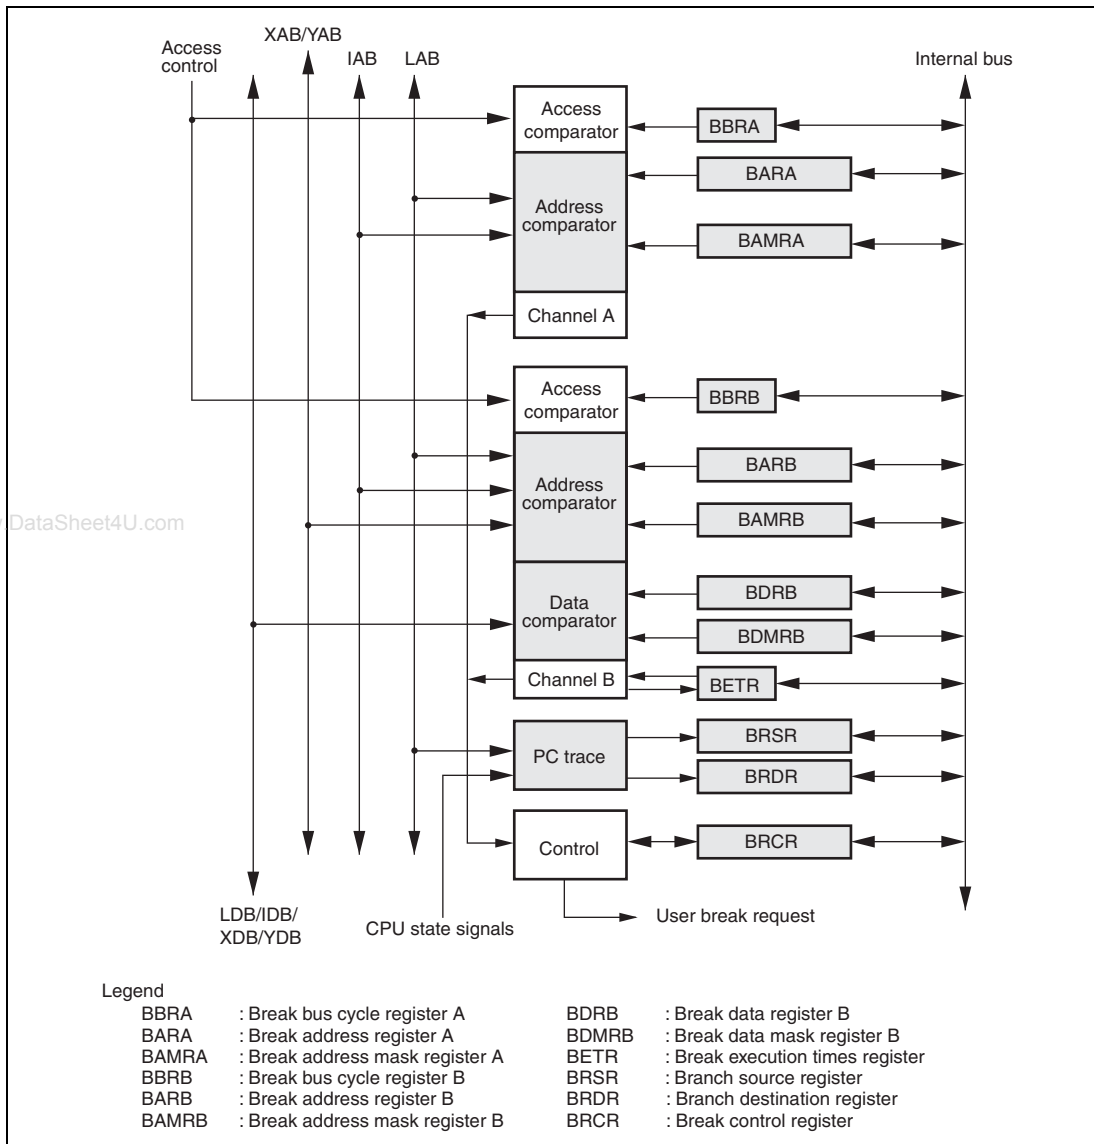 XAB/YAB
Access
control
IAB
LAB
Internal bus
Access
comparator
BBRA
BARA
Address
comparator
BAMRA
Channel A
Access
comparator
BBRB
BARB
Address
comparator
BAMRB
DataSheet4U.com
BDRB
Data
comparator
BDMRB
Channel B
BETR
BRSR
PC trace
BRDR
Control
BRCR
LDB/IDB/
XDB/YDB
CPU state signals
User break request
Legend
BBRA : Break bus cycle register A
BARA : Break address register A
BAMRA : Break address mask register A
BBRB : Break bus cycle register B
BARB : Break address register B
BAMRB : Break address mask register B
BDRB : Break data register B
BDMRB : Break data mask register B
BETR : Break execution times register
BRSR : Branch source register
BRDR : Branch destination register
BRCR : Break control register